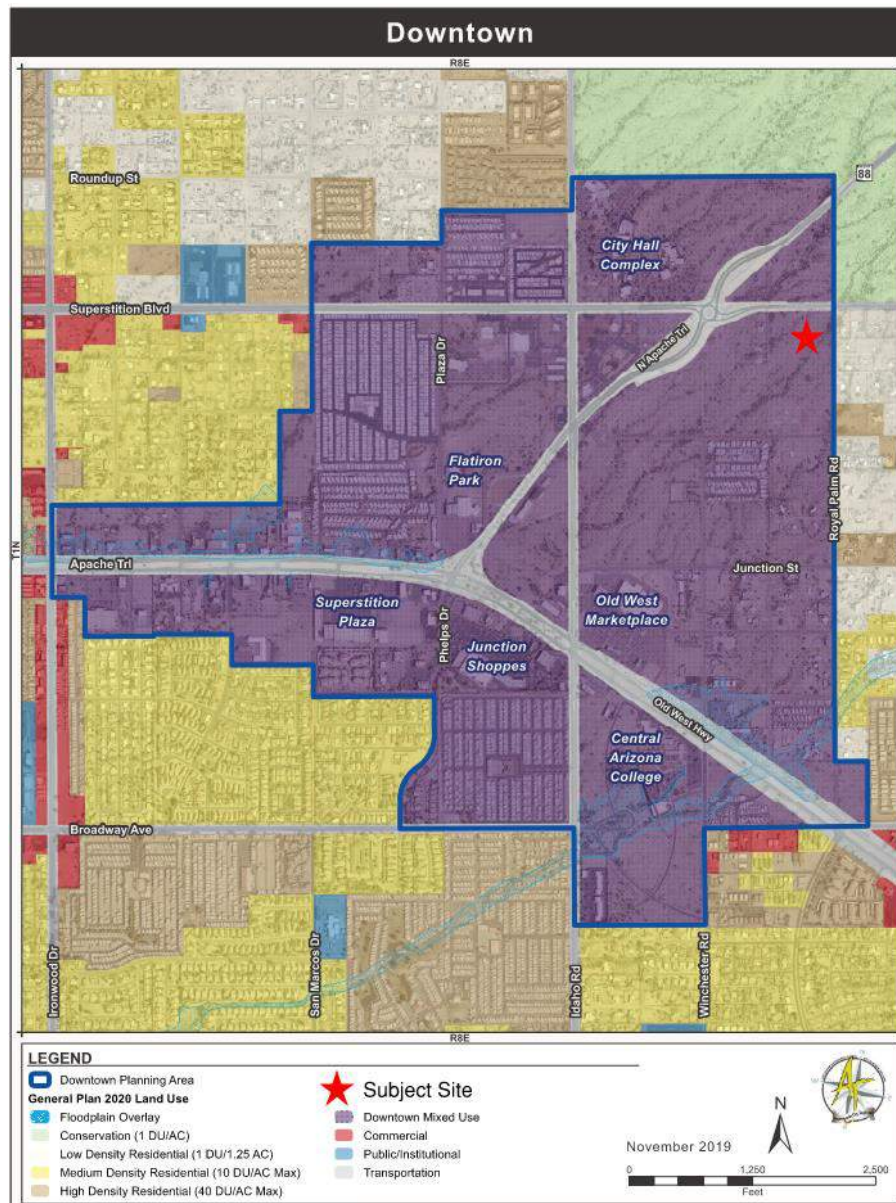 Downtown
R8E
88
Roundup St
City Hall
Complex
Superstition Blvd
Plaza Dr
N Apache Trl
Flatiron
Park
Royal Palm Rd
T1N
Apache Trl
Junction St
Superstition
Plaza
Phelps Dr
Old West
Marketplace
Junction
Shoppes
Old West Hwy
Central
Arizona
College
Broadway Ave
Ironwood Dr
San Marcos Dr
Idaho Rd
Winchester Rd
R8E
LEGEND
Downtown Planning Area
General Plan 2020 Land Use
Floodplain Overlay
Conservation (1 DU/AC)
Low Density Residential (1 DU/1.25 AC)
Medium Density Residential (10 DU/AC Max)
High Density Residential (40 DU/AC Max)
Subject Site
Downtown Mixed Use
Commercial
Public/Institutional
Transportation
November 2019
N
0 1,250 2,500
Feet